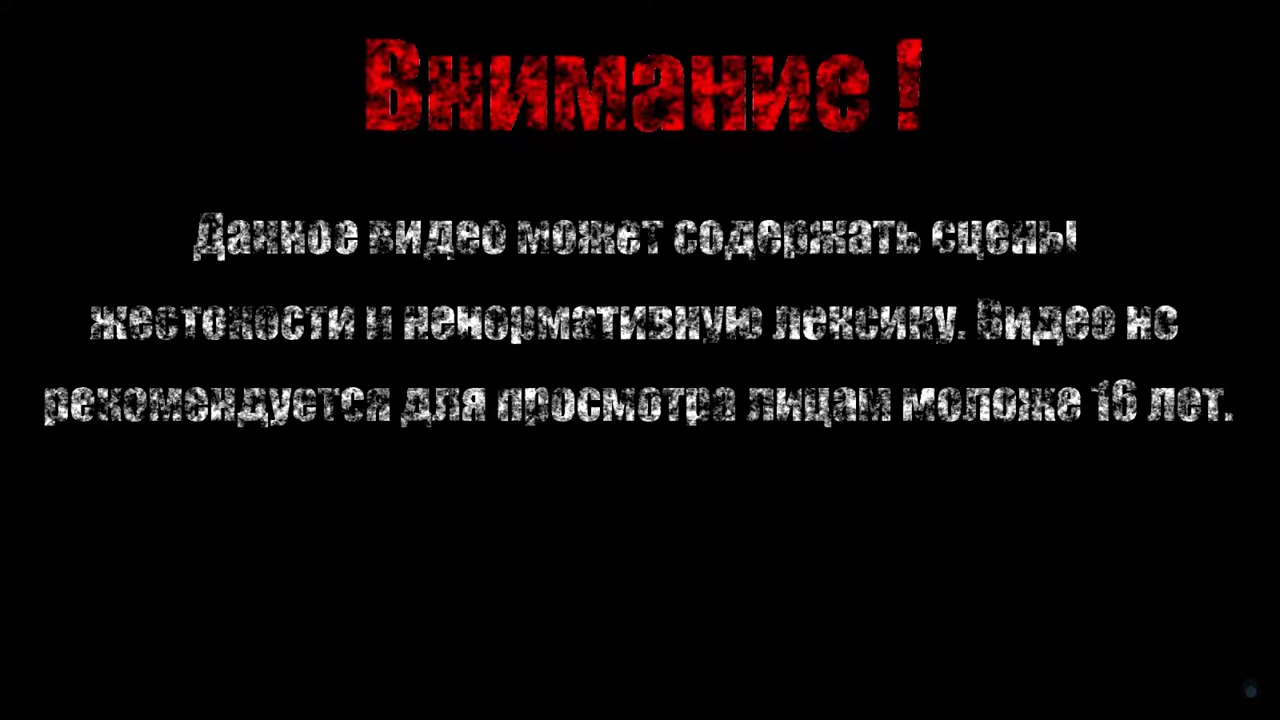 Внимание !
Данное видео может содержать сцены
жестокости и ненормативную лексику. Видео не
рекомендуется для просмотра лицам моложе 16 лет.